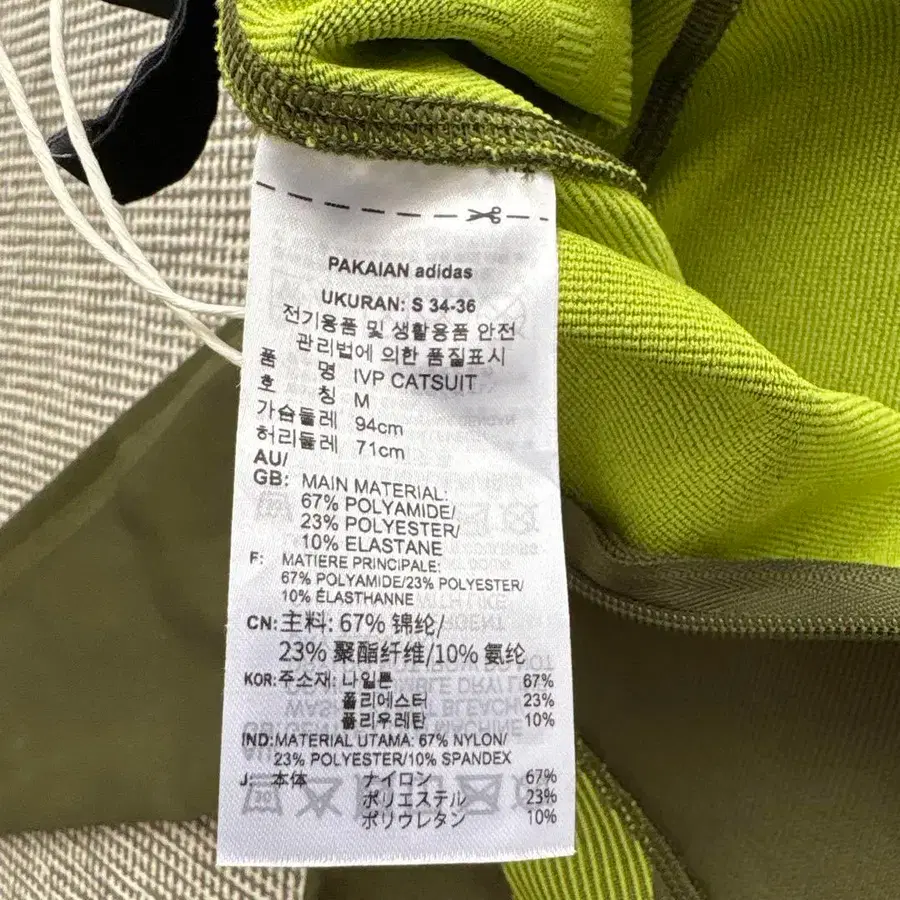 PAKAIAN adidas
UKURAN: S 34-36
전기용품 및 생활용품 안전
관리법에 의한 품질표시
품 명 IVP CATSUIT
호 칭 M
가슴둘레 94cm
허리둘레 71cm
AU/
GB: MAIN MATERIAL:
67% POLYAMIDE/
23% POLYESTER/
10% ELASTANE
F: MATIERE PRINCIPALE:
67% POLYAMIDE/23% POLYESTER/
10% ÉLASTHANNE
CN:主料: 67% 锦纶/
23% 聚酯纤维/10% 氨纶
KOR:주소재: 나일론 67%
폴리에스터 23%
폴리우레탄 10%
IND:MATERIAL UTAMA: 67% NYLON/
23% POLYESTER/10% SPANDEX
J: 本体 ナイロン 67%
ポリエステル 23%
ポリウレタン 10%